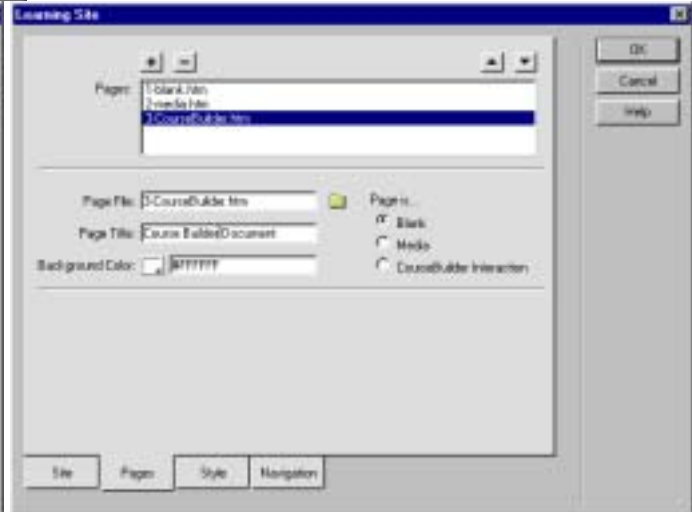 Learning Site
+ -
OK
Cancel
Help
Pages:
1-blank.htm
2-media.htm
3-CourseBuilder.htm
Page File: 3-CourseBuilder.htm
Page Title: Course Builder Document
Background Color: #FFFFFF
Page is...
Blank
Media
CourseBuilder Interaction
Site Pages Style Navigation